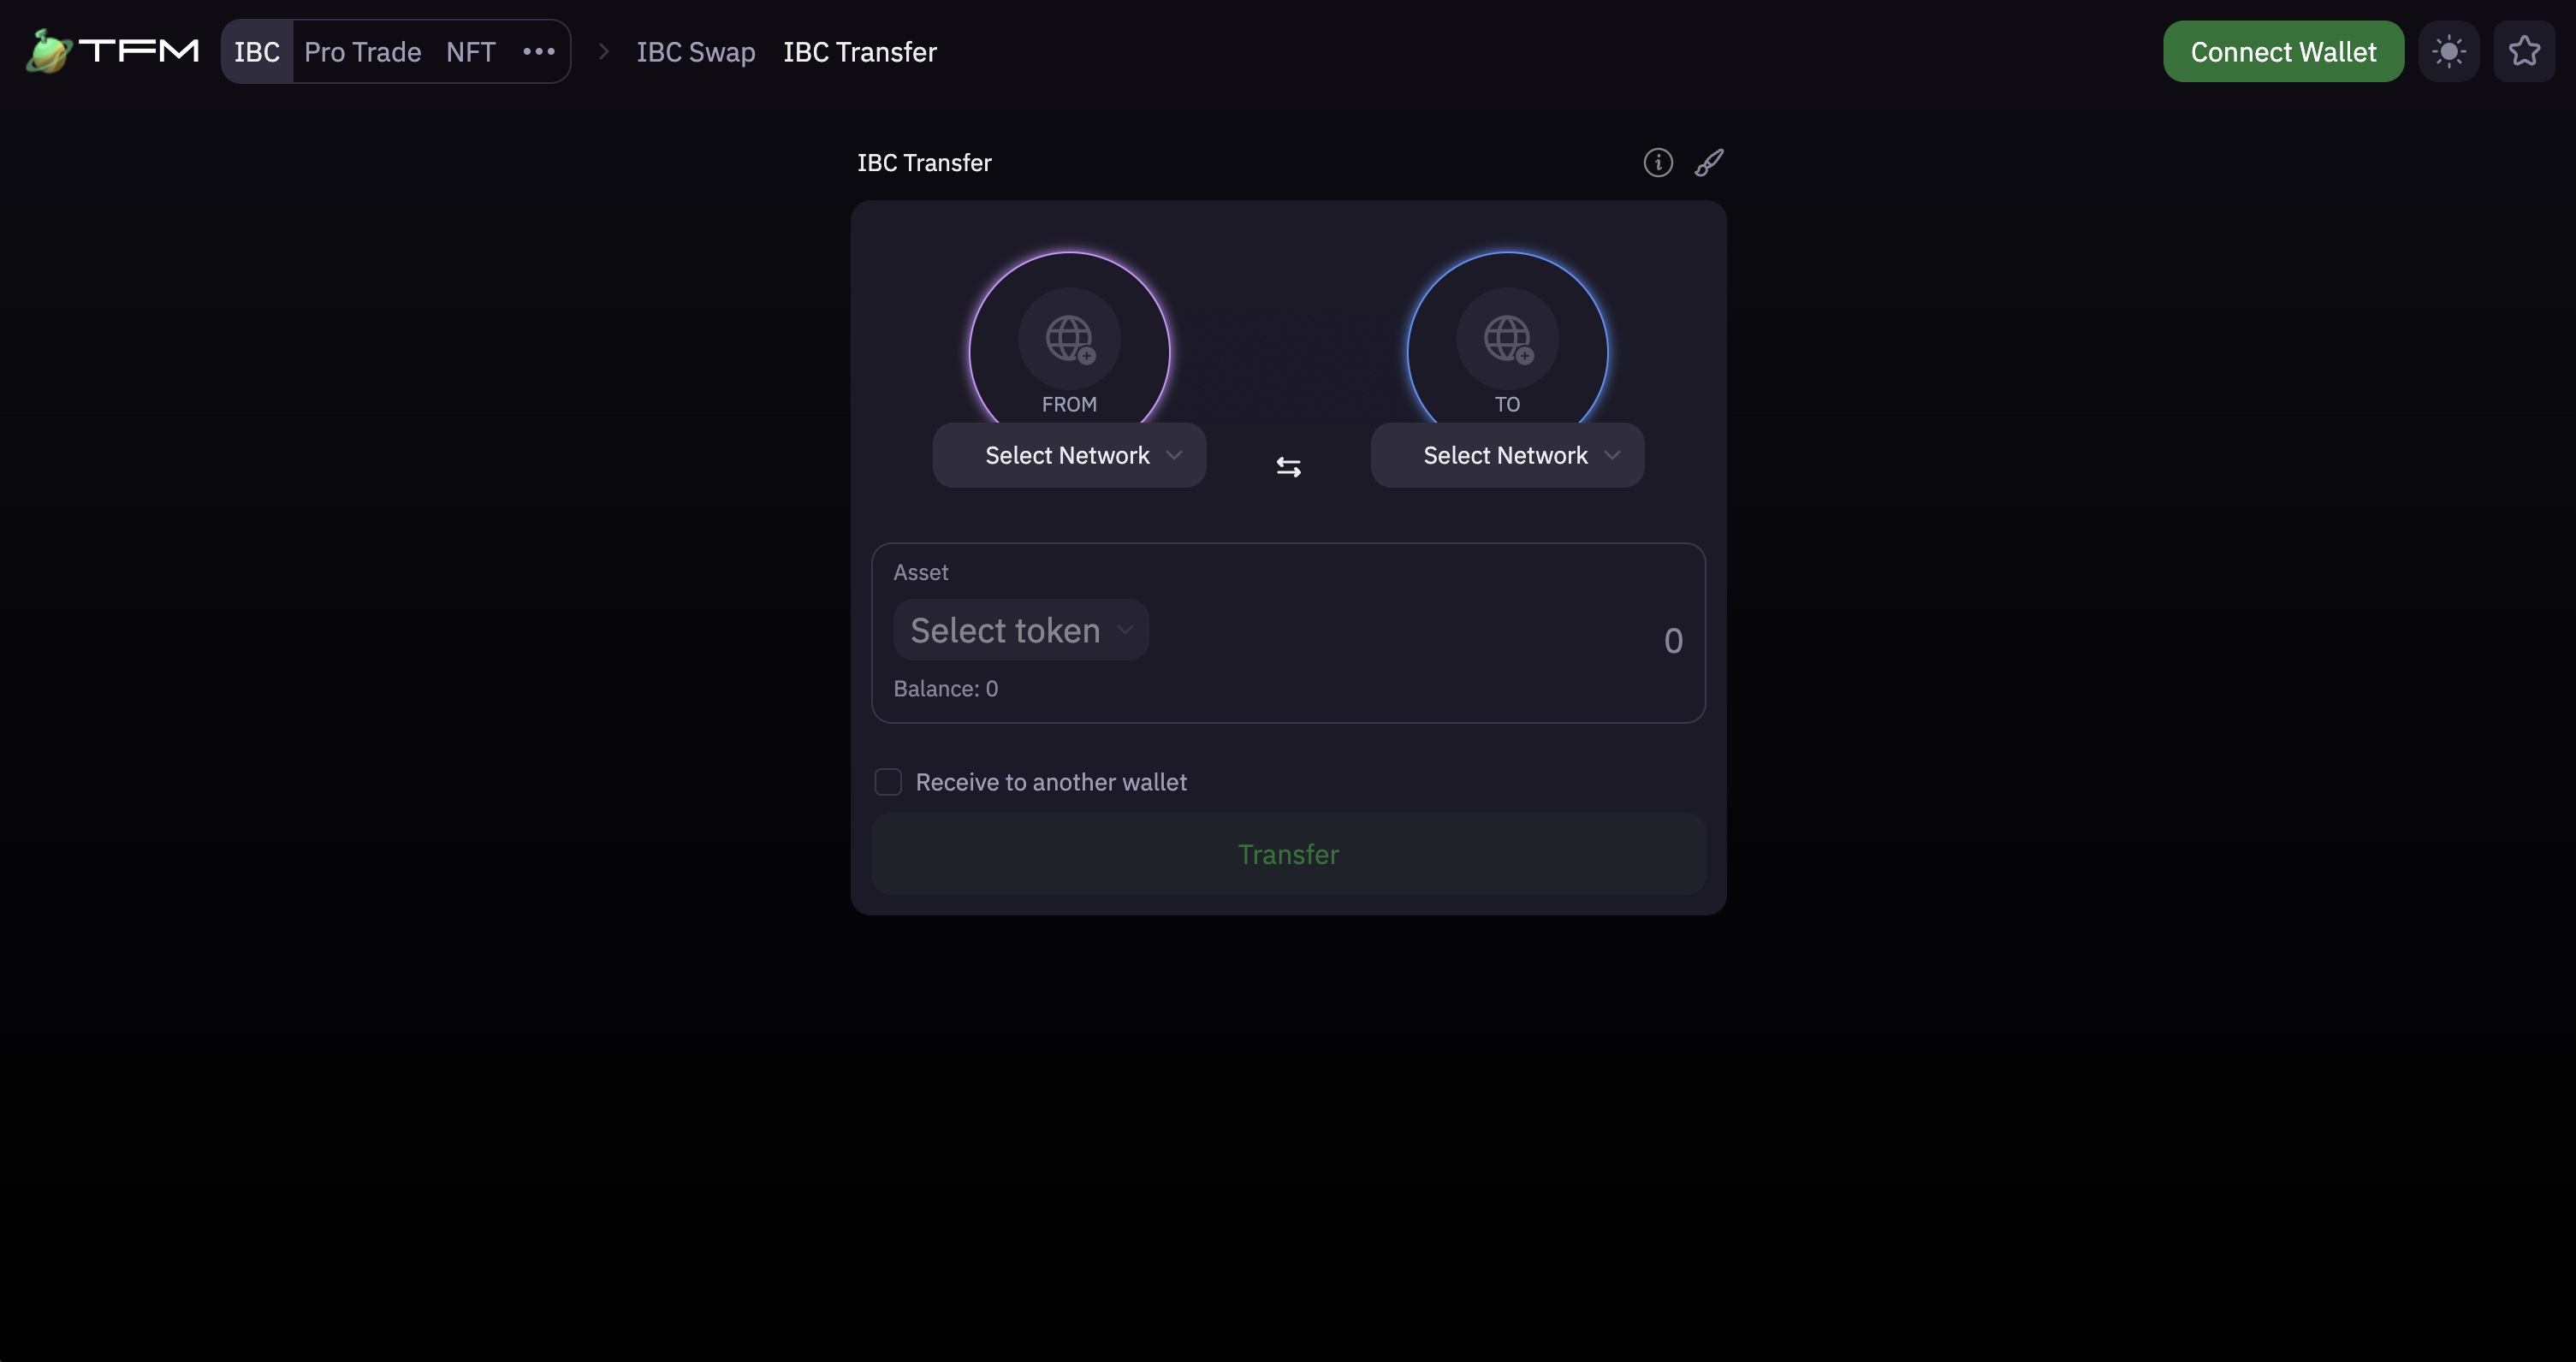 TFM IBC Pro Trade NFT ••• IBC Swap IBC Transfer Connect Wallet
IBC Transfer
FROM TO
Select Network Select Network
Asset
Select token
0
Balance: 0
Receive to another wallet
Transfer